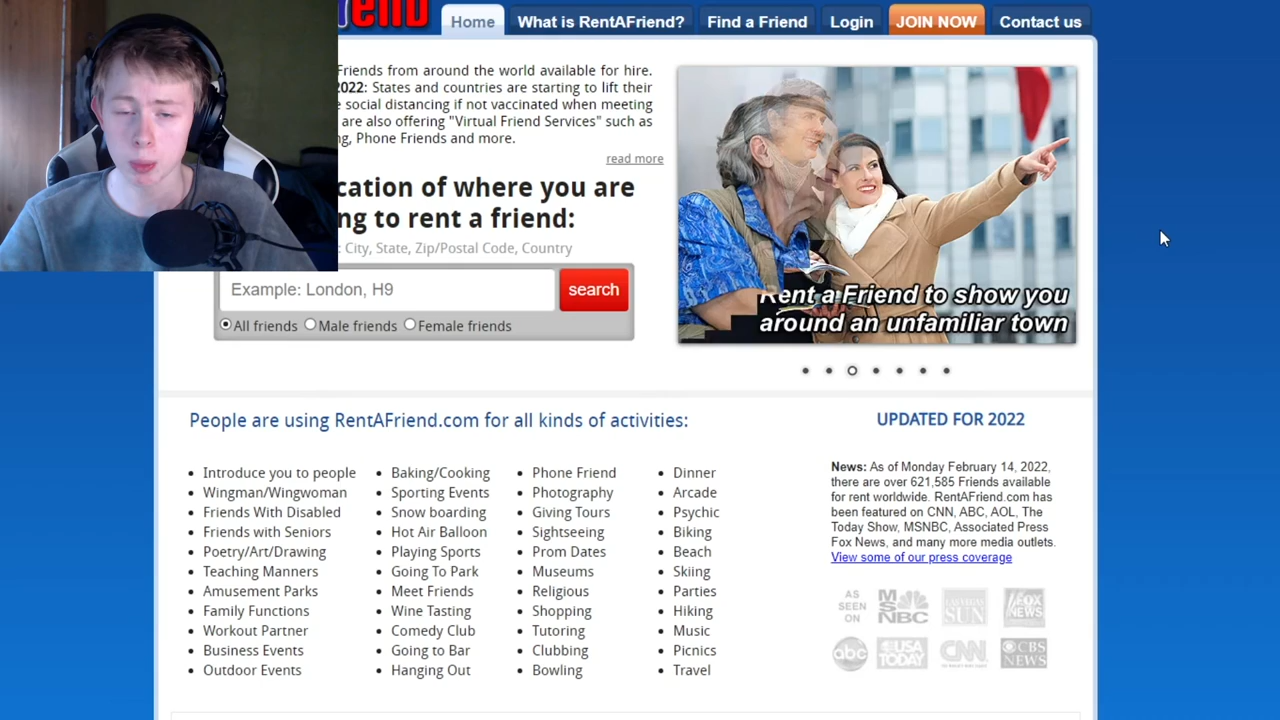 end
Home
What is RentAFriend?
Find a Friend
Login
JOIN NOW
Contact us
Friends from around the world available for hire.
2022: States and countries are starting to lift their
social distancing if not vaccinated when meeting
are also offering "Virtual Friend Services" such as
Phone Friends and more.
read more
cation of where you are
ng to rent a friend:
City, State, Zip/Postal Code, Country
Example: London, H9
search
All friends
Male friends
Female friends
Rent a Friend to show you
around an unfamiliar town
People are using RentAFriend.com for all kinds of activities:
Introduce you to people
Wingman/Wingwoman
Friends With Disabled
Friends with Seniors
Poetry/Art/Drawing
Teaching Manners
Amusement Parks
Family Functions
Workout Partner
Business Events
Outdoor Events
Baking/Cooking
Sporting Events
Snow boarding
Hot Air Balloon
Playing Sports
Going To Park
Meet Friends
Wine Tasting
Comedy Club
Going to Bar
Hanging Out
Phone Friend
Photography
Giving Tours
Sightseeing
Prom Dates
Museums
Religious
Shopping
Tutoring
Clubbing
Bowling
Dinner
Arcade
Psychic
Biking
Beach
Skiing
Parties
Hiking
Music
Picnics
Travel
UPDATED FOR 2022
News: As of Monday February 14, 2022,
there are over 621,585 Friends available
for rent worldwide. RentAFriend.com has
been featured on CNN, ABC, AOL, The
Today Show, MSNBC, Associated Press
Fox News, and many more media outlets.
View some of our press coverage
AS
SEEN
ON
MSNBC
LAS VEGAS
SUN
FOX
NEWS
abc
USA
TODAY
CNN
CBS
NEWS